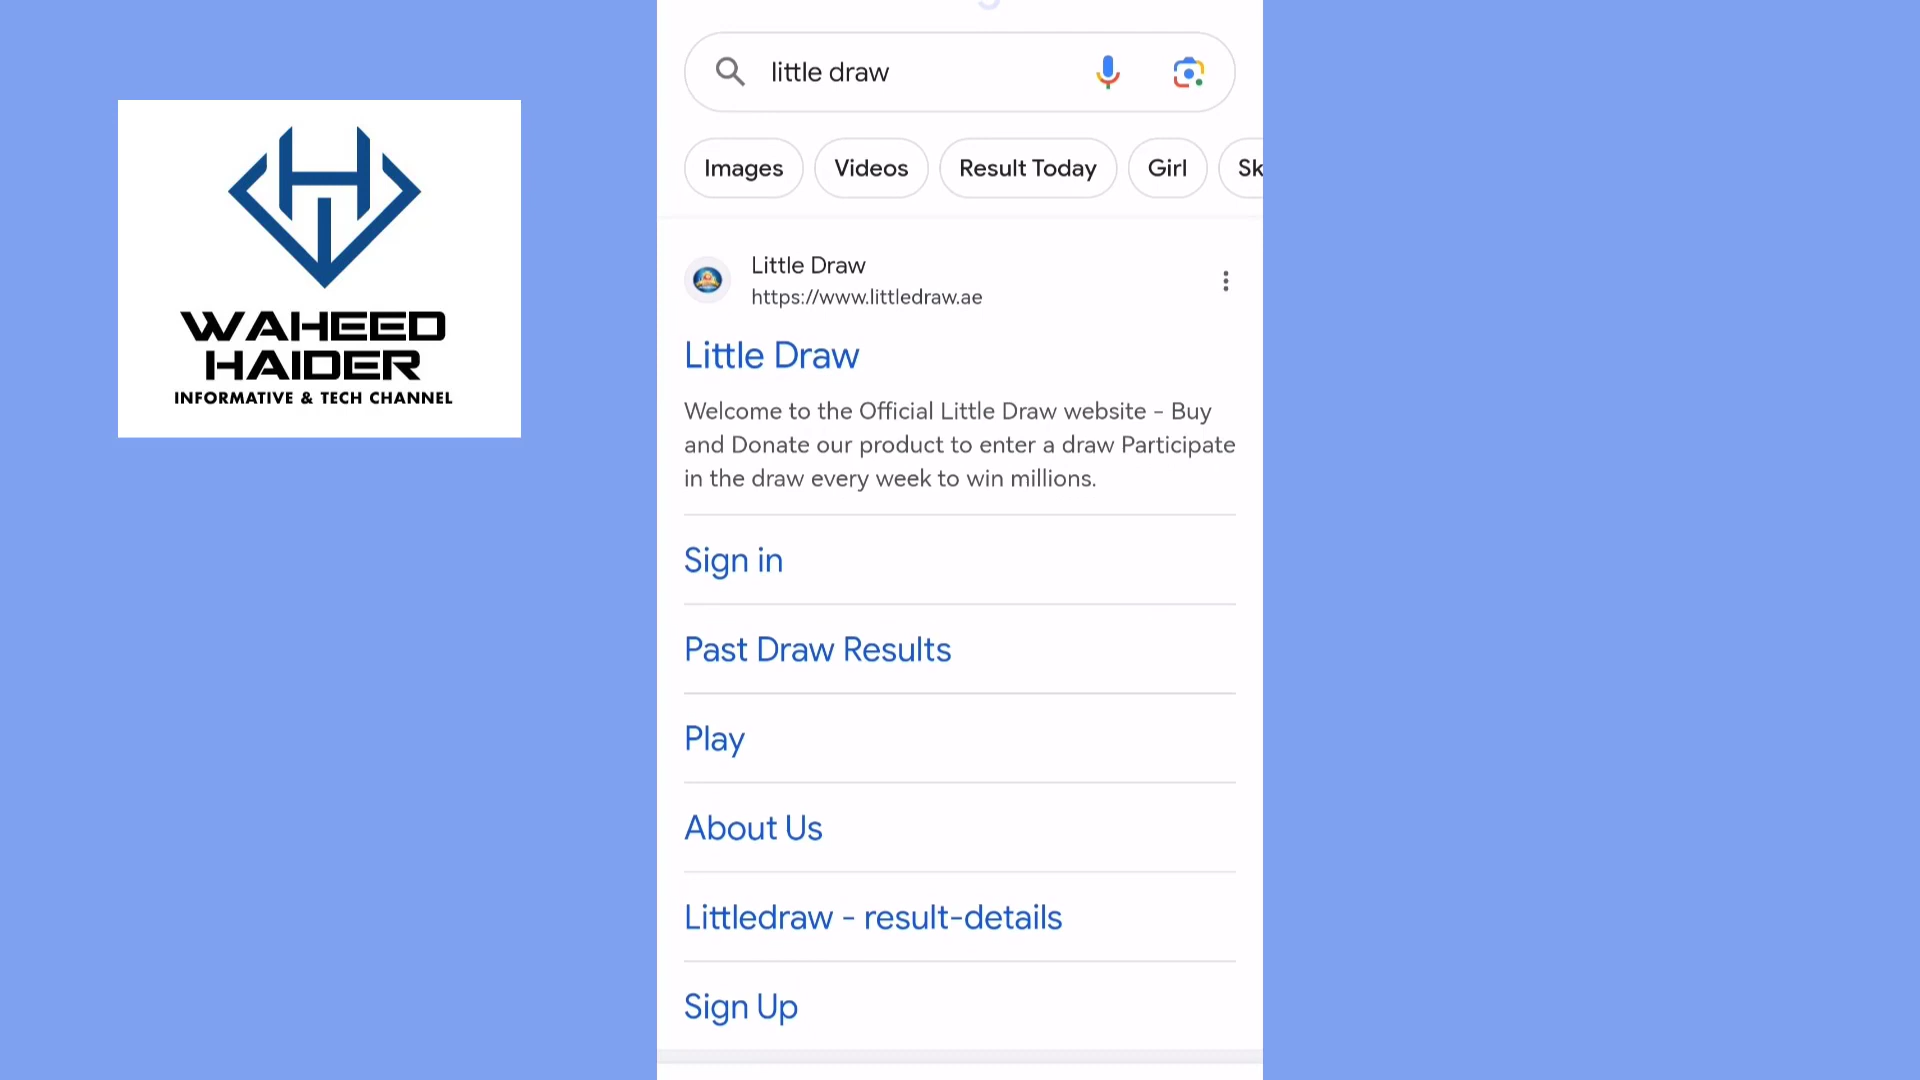 WAHEED
HAIDER
INFORMATIVE & TECH CHANNEL
little draw
Images Videos Result Today Girl
Little Draw
https://www.littledraw.ae
Little Draw
Welcome to the Official Little Draw website - Buy
and Donate our product to enter a draw Participate
in the draw every week to win millions.
Sign in
Past Draw Results
Play
About Us
Littledraw - result-details
Sign Up